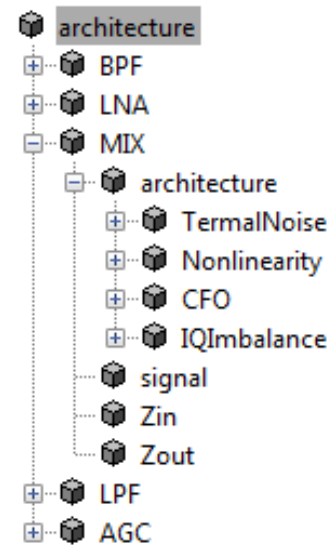 architecture
BPF
LNA
MIX
architecture
TermalNoise
Nonlinearity
CFO
IQImbalance
signal
Zin
Zout
LPF
AGC